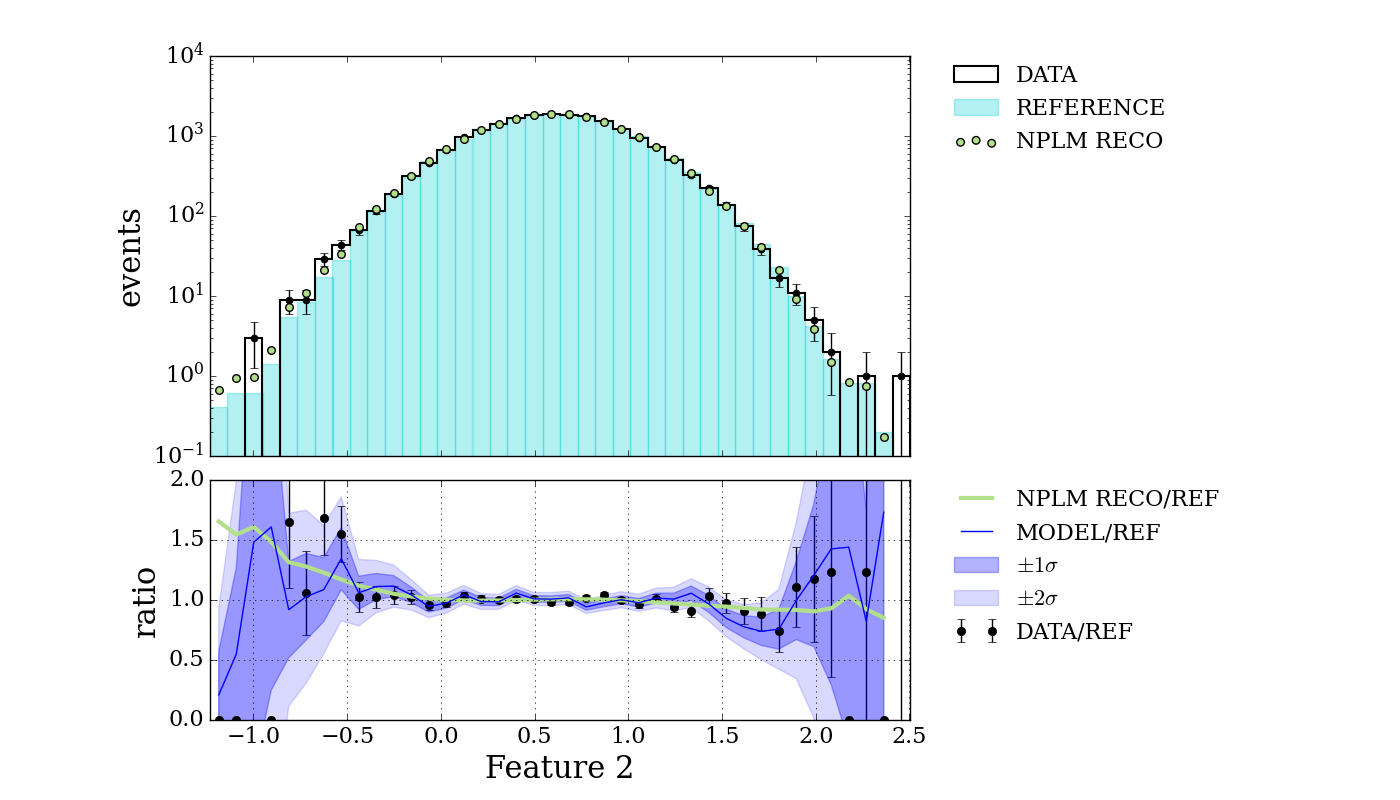 10⁴
10³
10²
10¹
10⁰
10⁻¹
events
DATA
REFERENCE
NPLM RECO
2.0
1.5
1.0
0.5
0.0
ratio
−1.0 −0.5 0.0 0.5 1.0 1.5 2.0 2.5
Feature 2
NPLM RECO/REF
MODEL/REF
±1σ
±2σ
DATA/REF